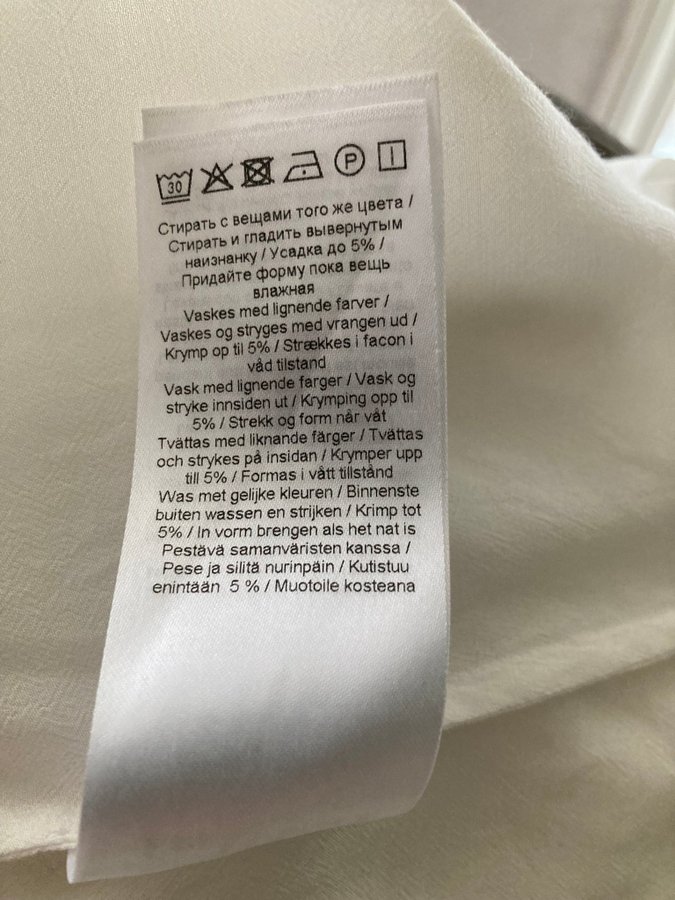 30 P
Стирать с вещами того же цвета /
Стирать и гладить вывернутым
наизнанку / Усадка до 5% /
Придайте форму пока вещь
влажная
Vaskes med lignende farver /
Vaskes og stryges med vrangen ud /
Krymp op til 5% / Strækkes i facon i
våd tilstand
Vask med lignende farger / Vask og
stryke innsiden ut / Krymping opp til
5% / Strekk og form når våt
Tvättas med liknande färger / Tvättas
och strykes på insidan / Krymper upp
till 5% / Formas i vått tillstånd
Was met gelijke kleuren / Binnenste
buiten wassen en strijken / Krimp tot
5% / In vorm brengen als het nat is
Pestävä samanväristen kanssa /
Pese ja silitä nurinpäin / Kutistuu
enintään 5 % / Muotoile kosteana